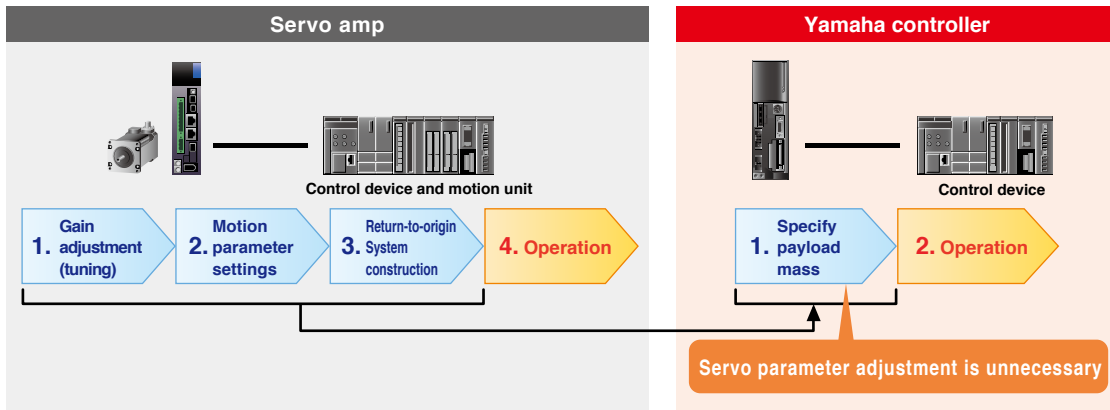 Servo amp
Control device and motion unit
1. Gain
adjustment
(tuning)
2. Motion
parameter
settings
3. Return-to-origin
System
construction
4. Operation
Yamaha controller
Control device
1. Specify
payload
mass
2. Operation
Servo parameter adjustment is unnecessary